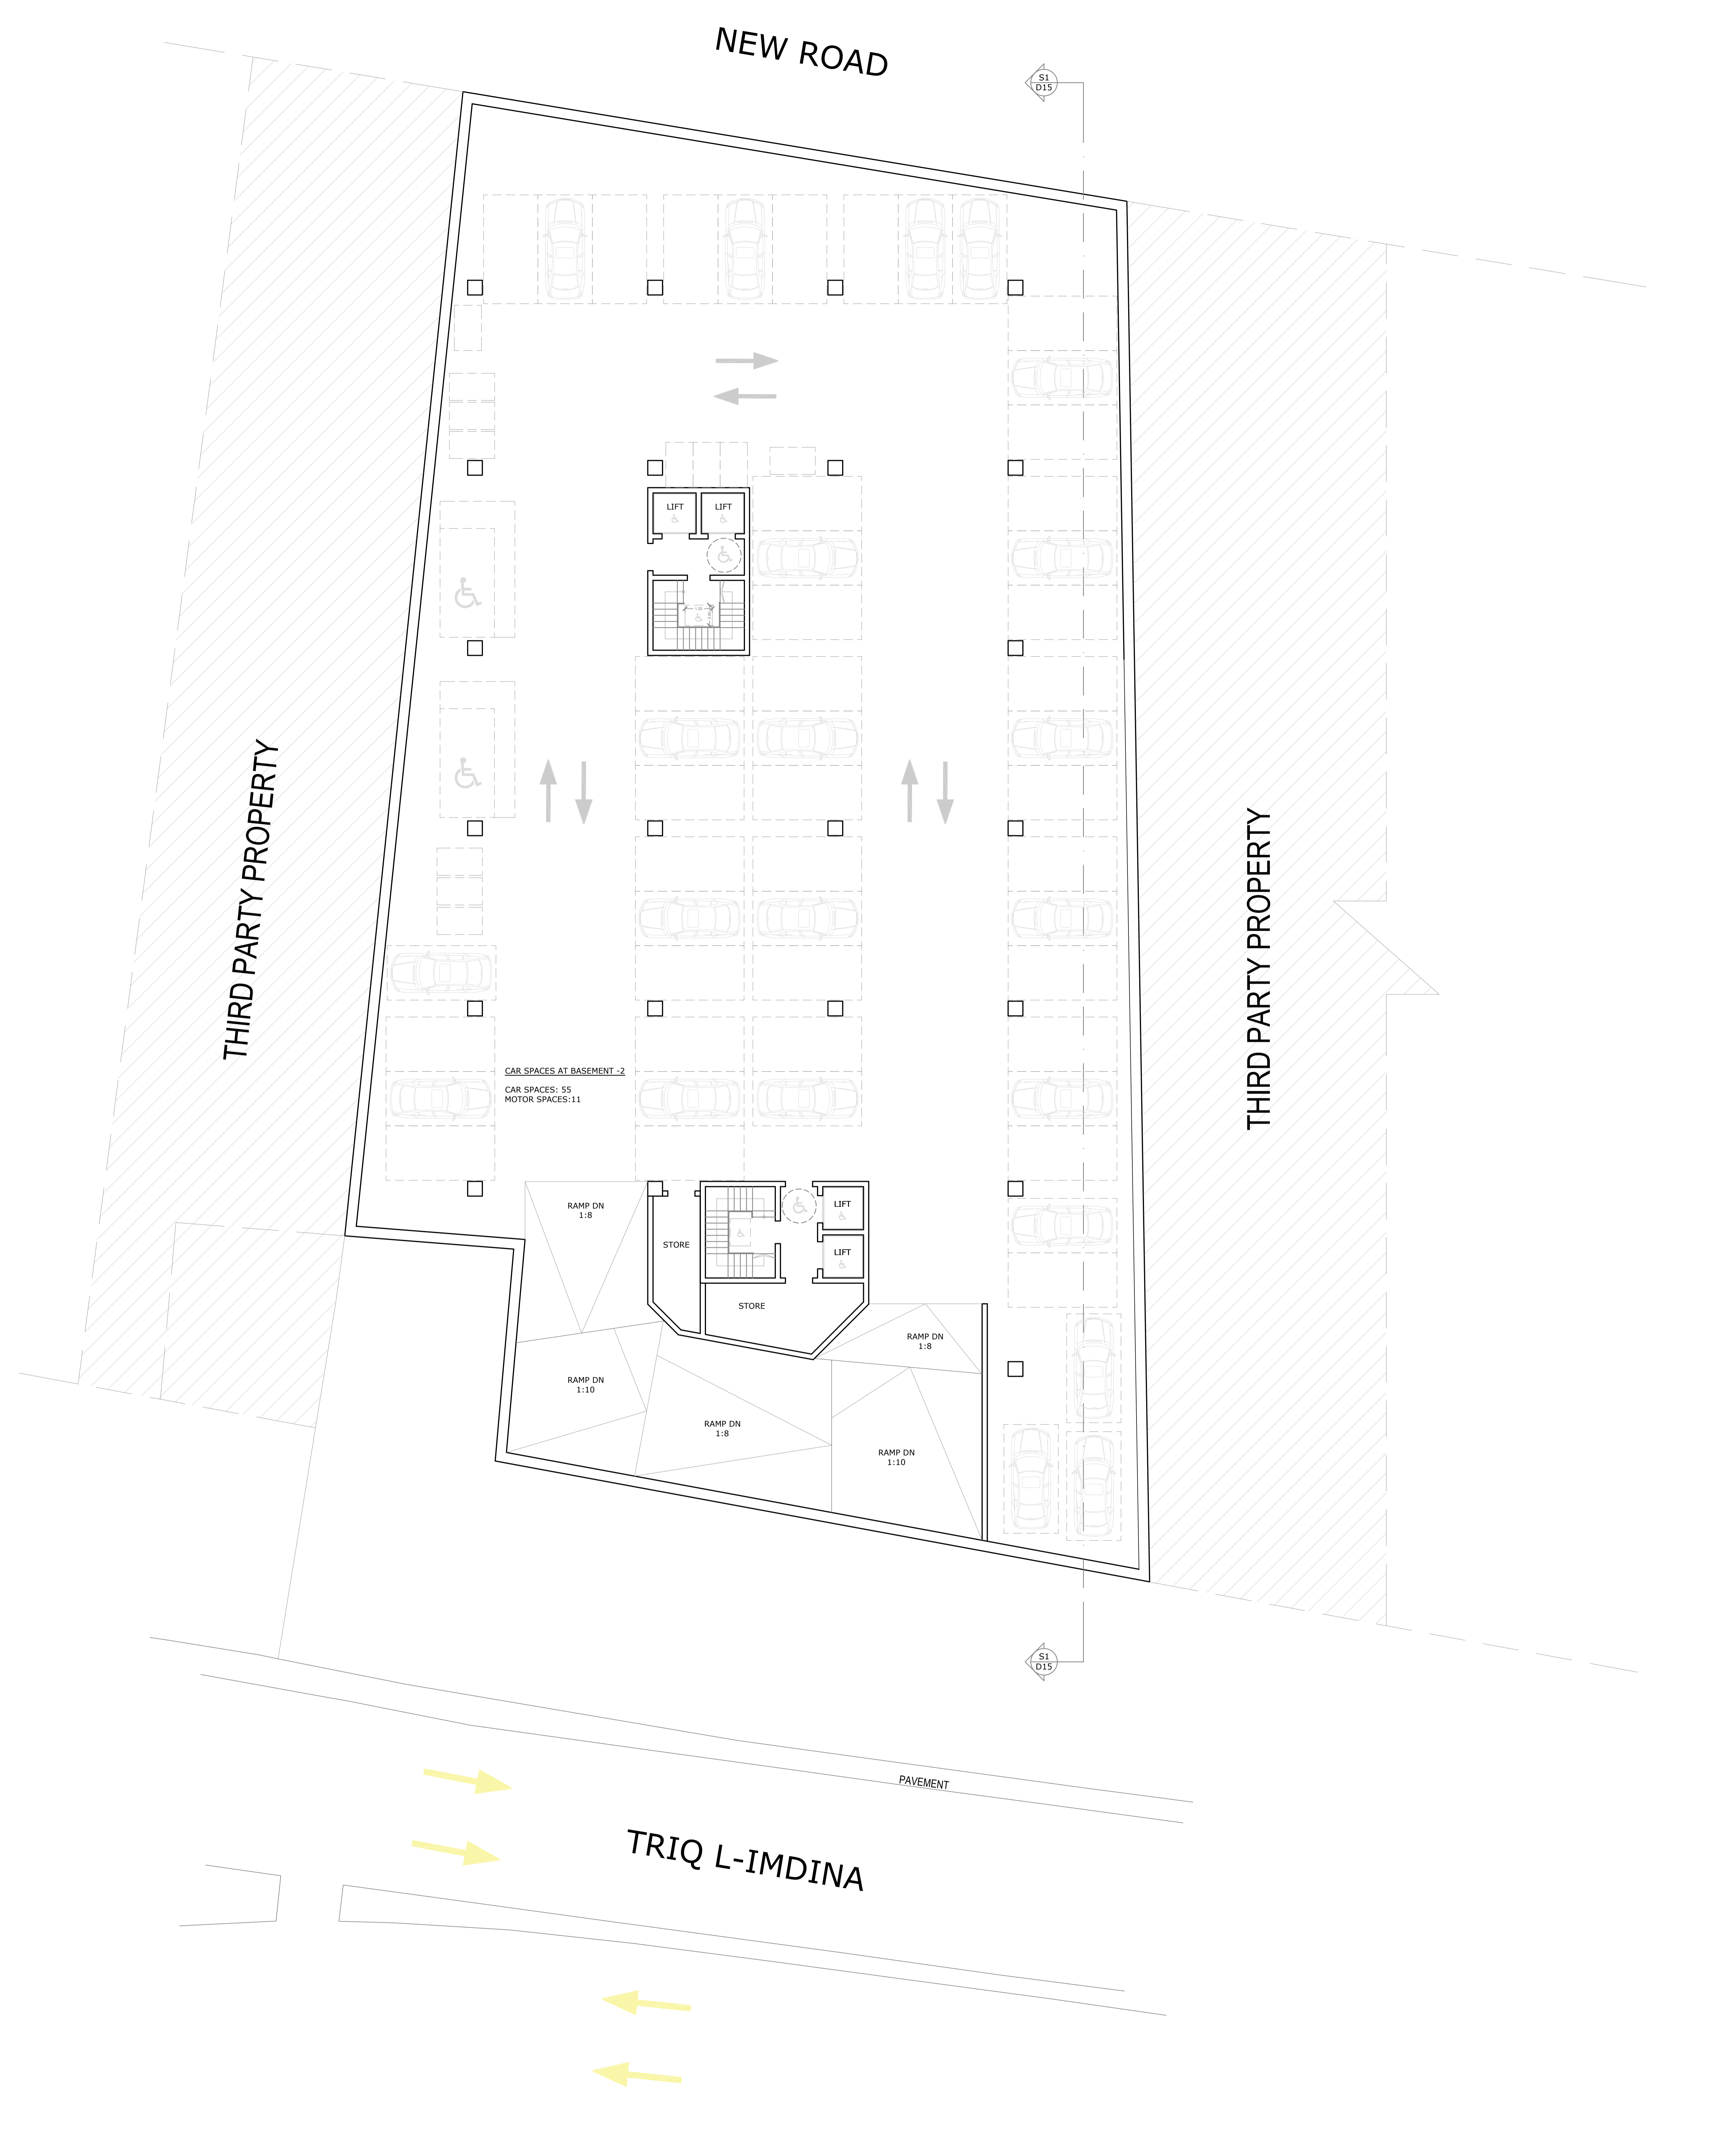 NEW ROAD
S1
D15
LIFT
LIFT
THIRD PARTY PROPERTY
THIRD PARTY PROPERTY
CAR SPACES AT BASEMENT -2
CAR SPACES: 55
MOTOR SPACES:11
RAMP DN
1:8
STORE
LIFT
LIFT
STORE
RAMP DN
1:8
RAMP DN
1:10
RAMP DN
1:8
RAMP DN
1:10
S1
D15
PAVEMENT
TRIQ L-IMDINA